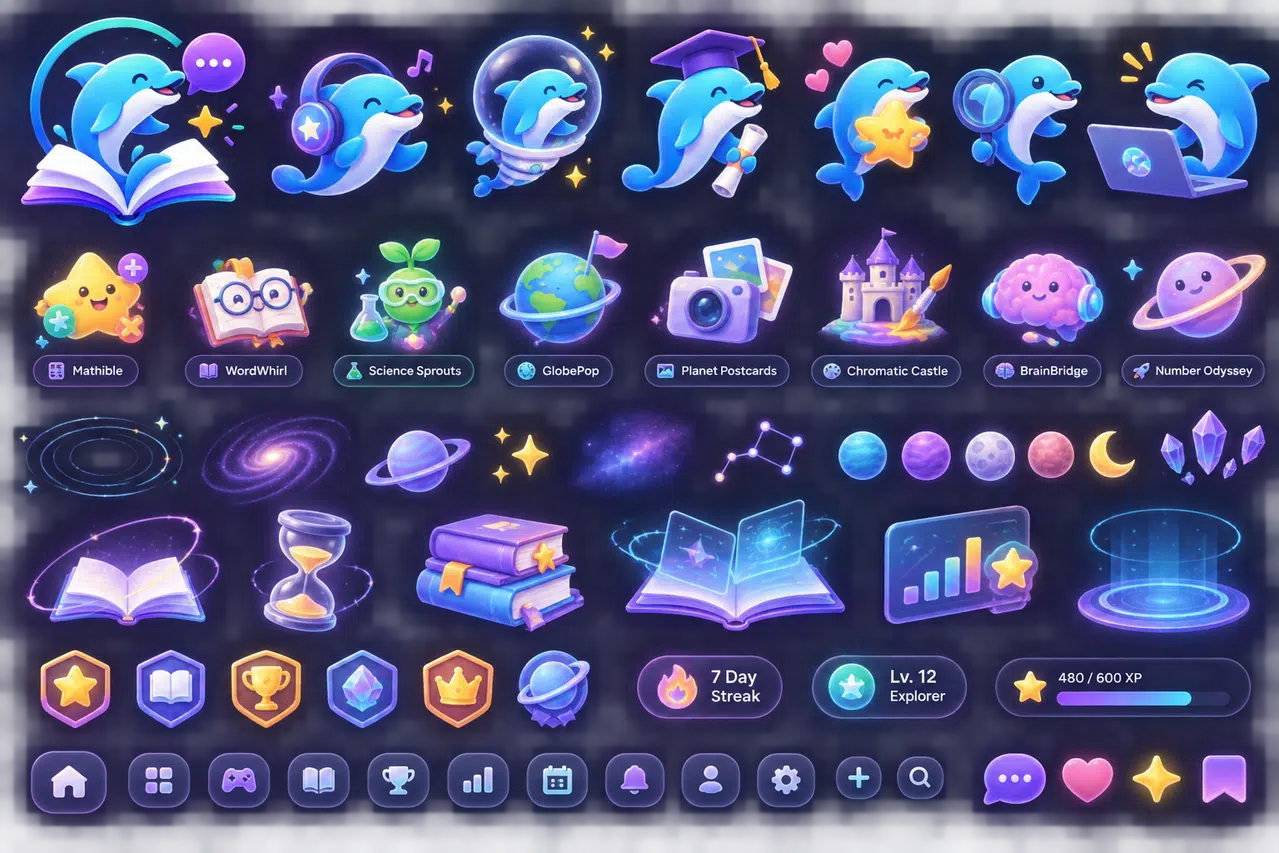 Mathible
WordWhirl
Science Sprouts
GlobePop
Planet Postcards
Chromatic Castle
BrainBridge
Number Odyssey
7 Day
Streak
Lv. 12
Explorer
480 / 600 XP